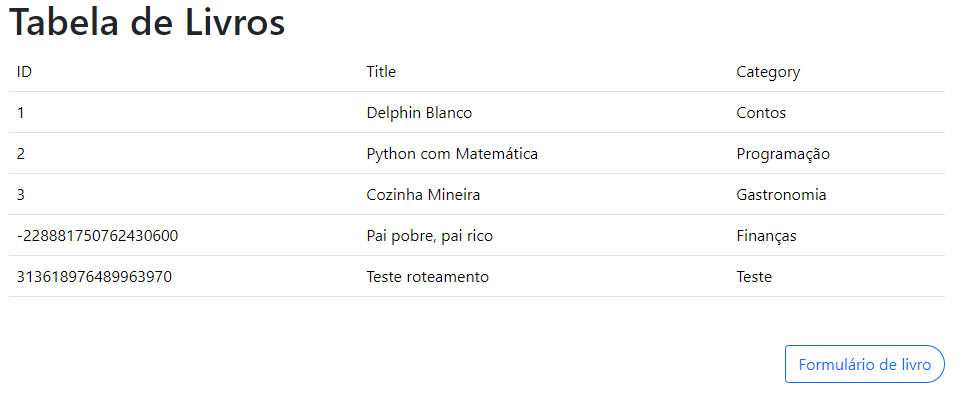 Tabela de Livros
ID Title Category
1 Delphin Blanco Contos
2 Python com Matemática Programação
3 Cozinha Mineira Gastronomia
-228881750762430600 Pai pobre, pai rico Finanças
313618976489963970 Teste roteamento Teste
Formulário de livro